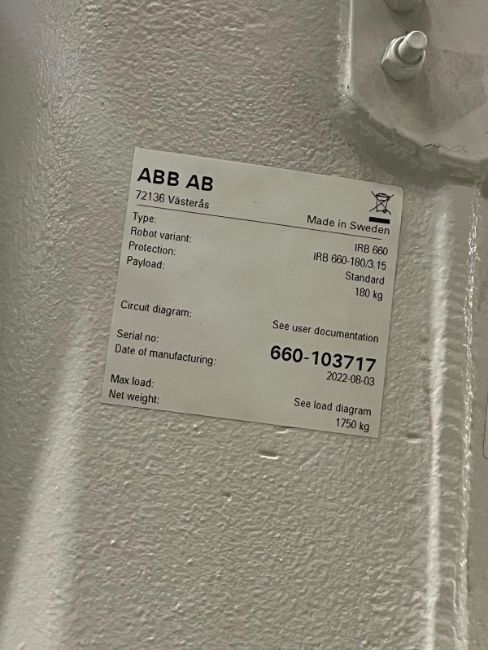 ABB AB
72136 Västerås
Made in Sweden
Type: IRB 660
Robot variant: IRB 660-180/3.15
Protection: Standard
Payload: 180 kg
Circuit diagram: See user documentation
Serial no: 660-103717
Date of manufacturing: 2022-08-03
Max load: See load diagram
Net weight: 1750 kg